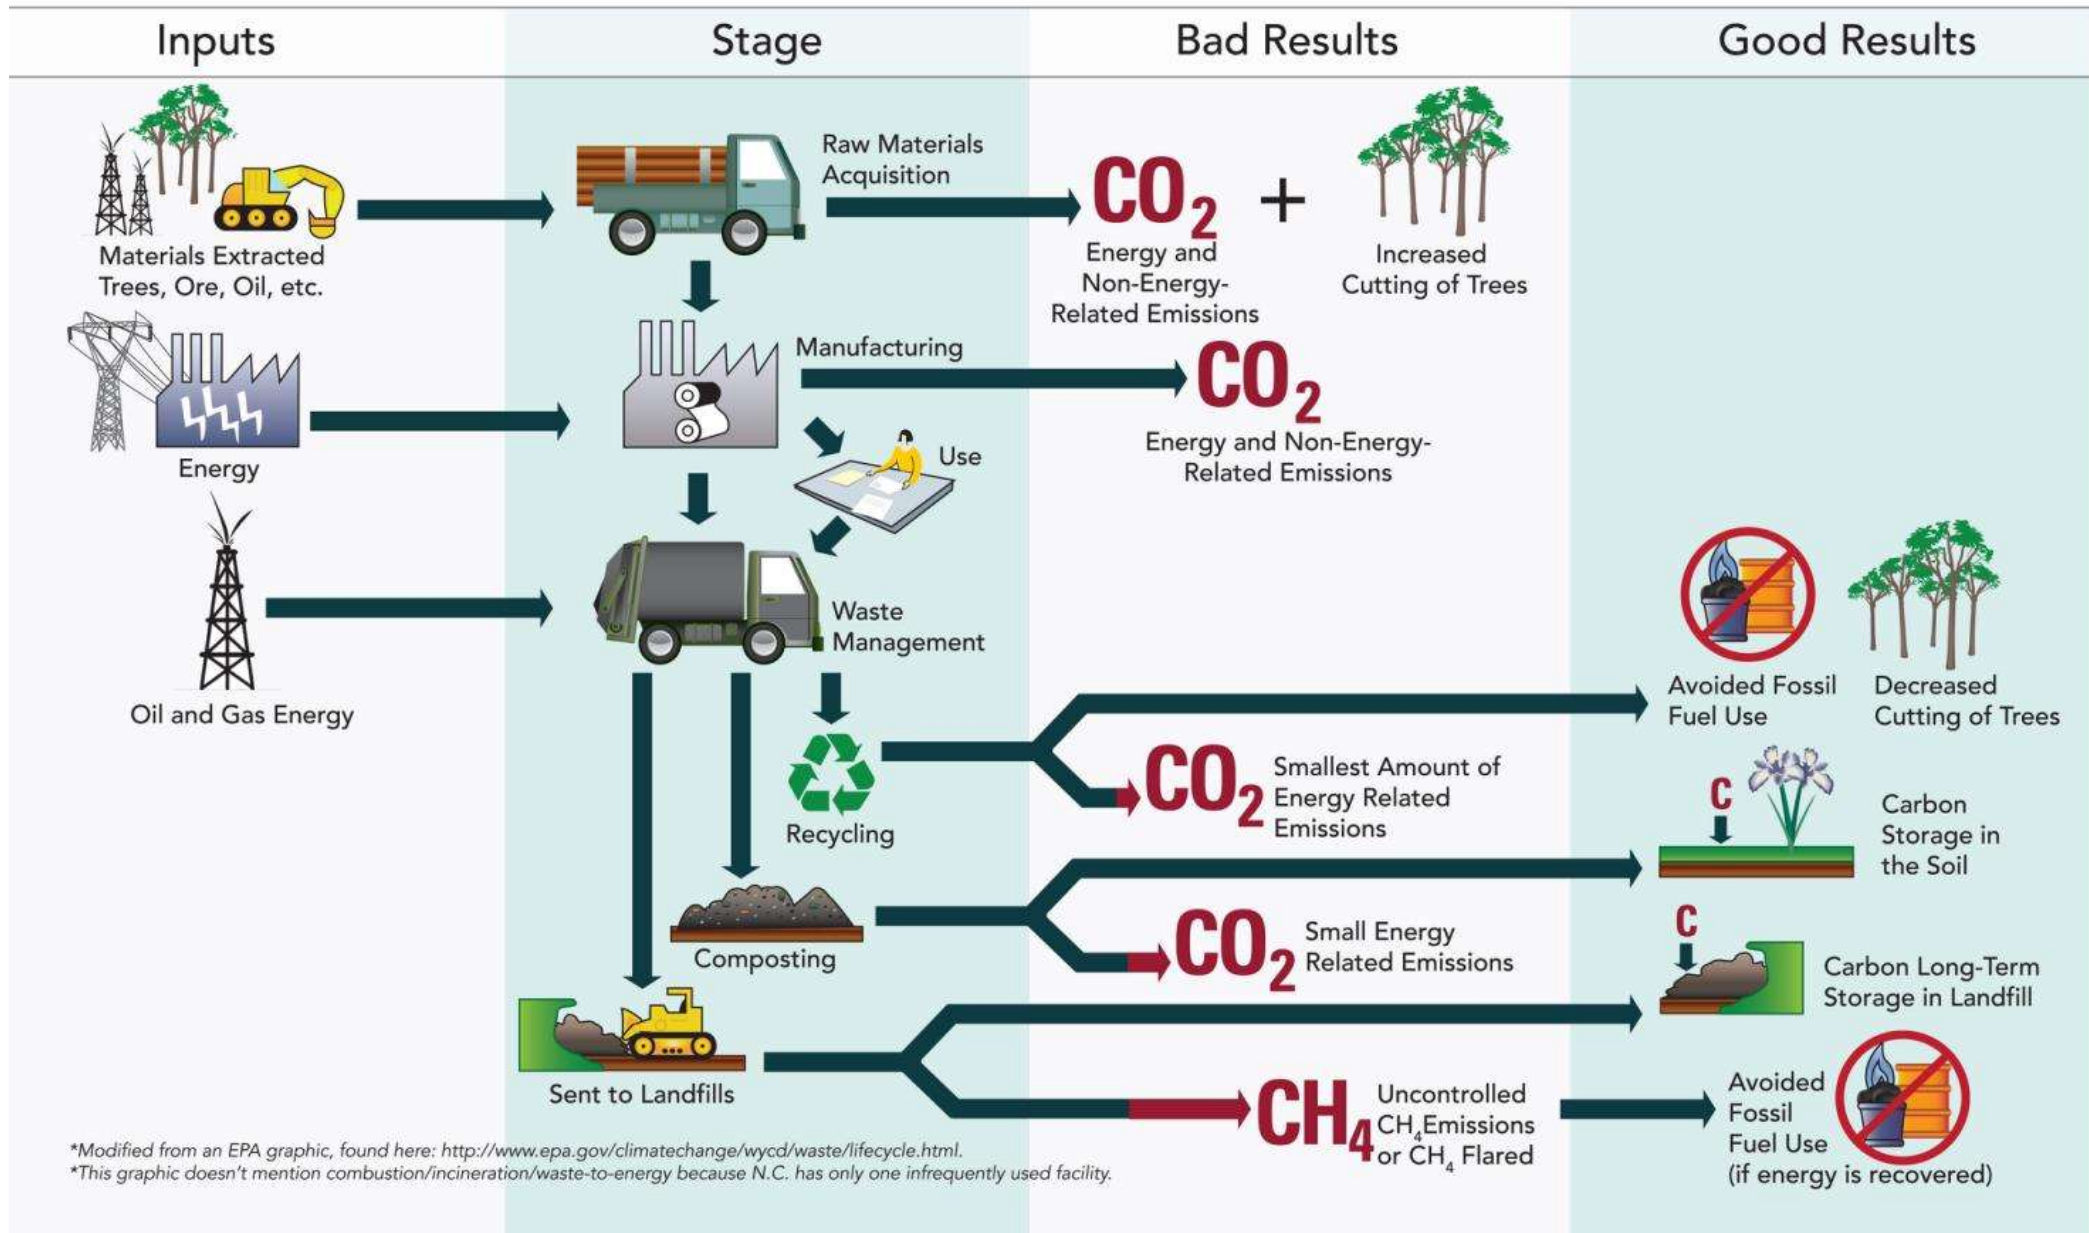 Inputs
Stage
Bad Results
Good Results
Materials Extracted
Trees, Ore, Oil, etc.
Raw Materials
Acquisition
CO2
Energy and
Non-Energy-
Related Emissions
+
Increased
Cutting of Trees
Energy
Manufacturing
CO2
Energy and Non-Energy-
Related Emissions
Use
Oil and Gas Energy
Waste
Management
Avoided Fossil
Fuel Use
Decreased
Cutting of Trees
Recycling
CO2
Smallest Amount of
Energy Related
Emissions
C
Carbon
Storage in
the Soil
Composting
CO2
Small Energy
Related Emissions
C
Carbon Long-Term
Storage in Landfill
Sent to Landfills
CH4
Uncontrolled
CH4Emissions
or CH4 Flared
Avoided
Fossil
Fuel Use
(if energy is recovered)
*Modified from an EPA graphic, found here: http://www.epa.gov/climatechange/wycd/waste/lifecycle.html.
*This graphic doesn't mention combustion/incineration/waste-to-energy because N.C. has only one infrequently used facility.